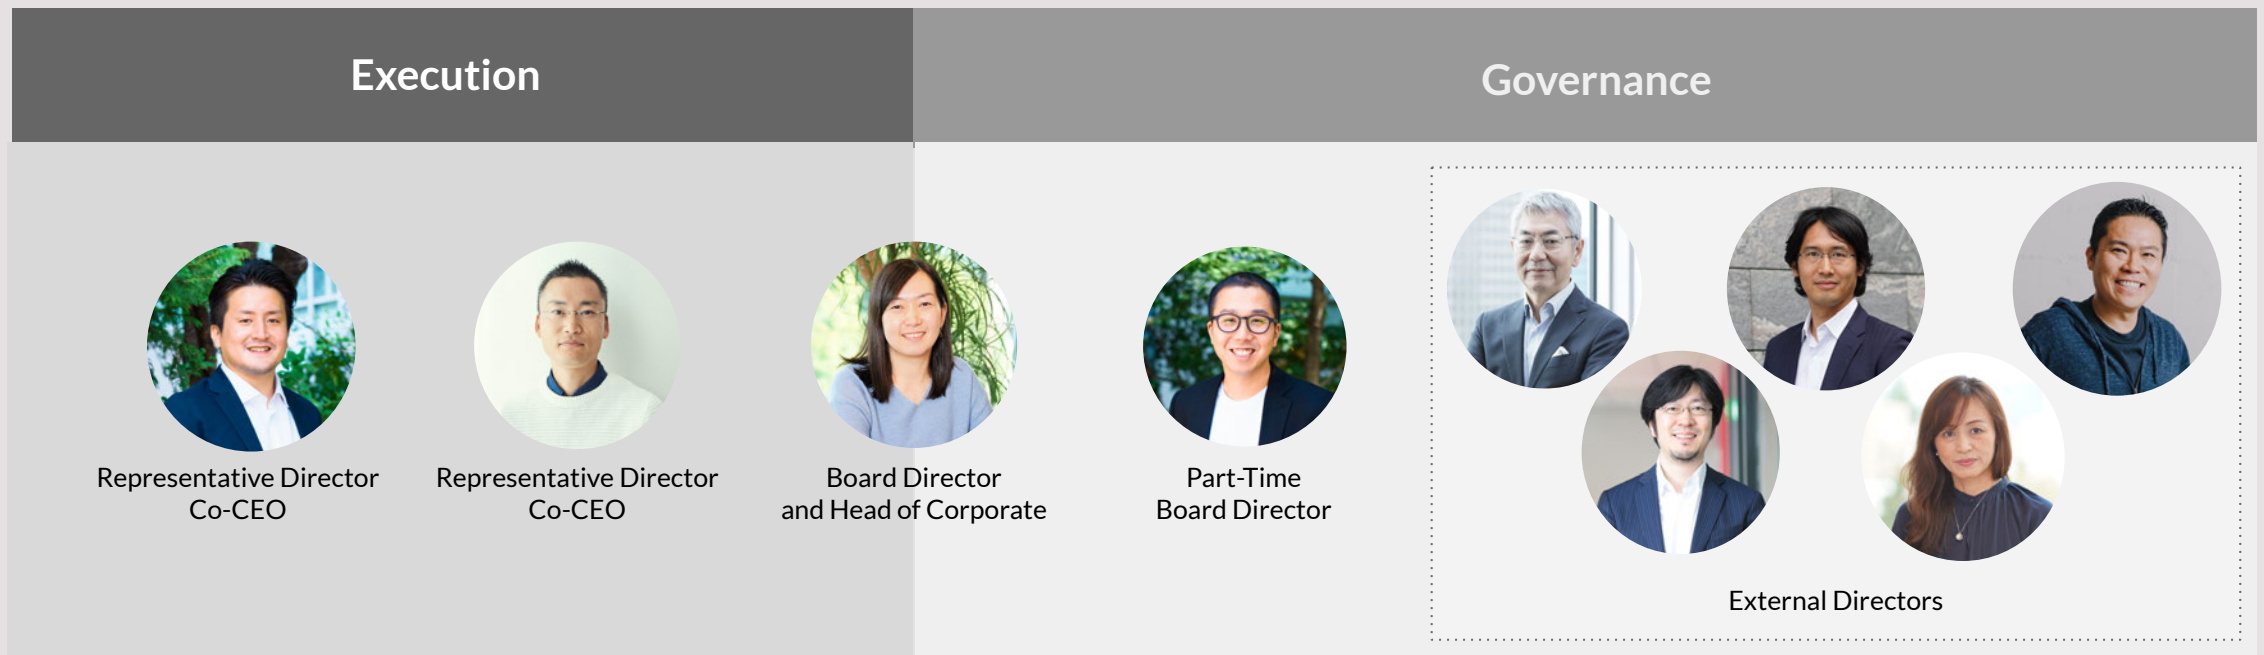 Execution
Governance
Representative Director
Co-CEO
Representative Director
Co-CEO
Board Director
and Head of Corporate
Part-Time
Board Director
External Directors